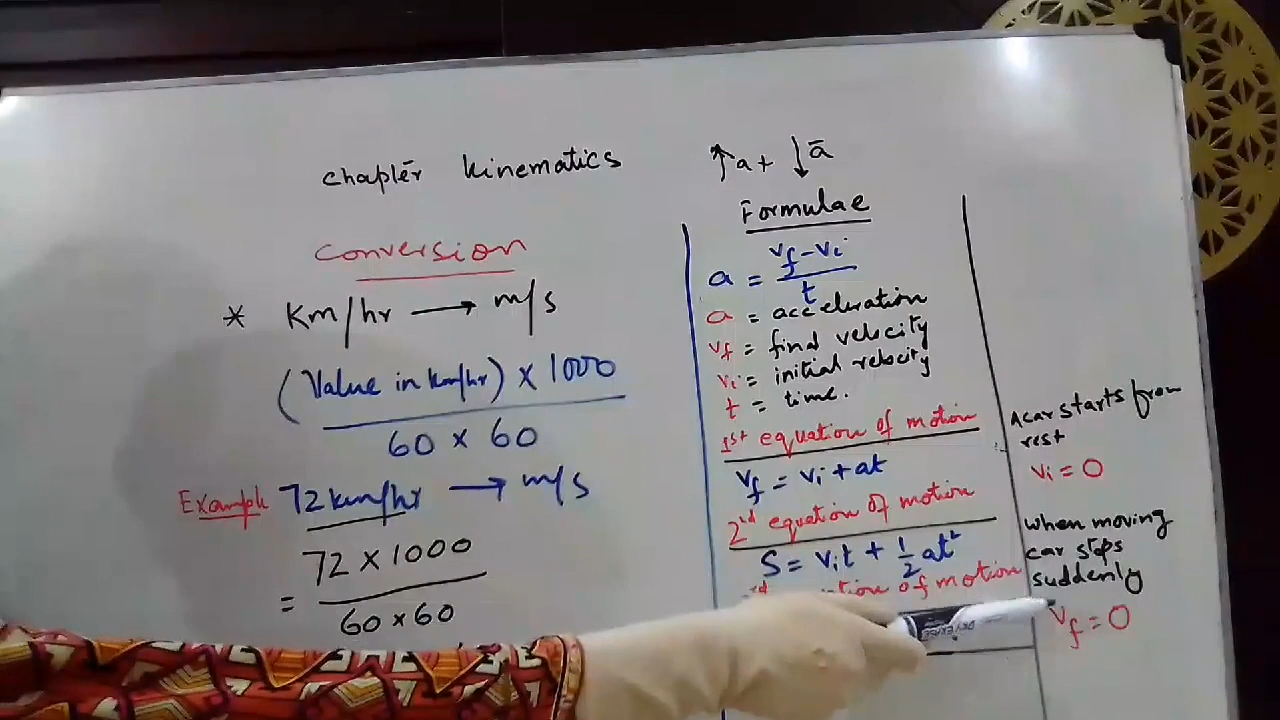 chapter kinematics
↑a+ ↓ā
conversion
* Km/hr → m/s
(Value in km/hr) × 1000
60 × 60
Example 72 km/hr → m/s
72 × 1000
=
60 × 60
Formulae
a = vf - vi / t
a = acceleration
vf = final velocity
vi = initial velocity
t = time.
1st equation of motion
vf = vi + at
2nd equation of motion
S = vit + 1/2 at²
of motion
A car starts from
rest
vi = 0
when moving
car stops
suddenly
vf = 0